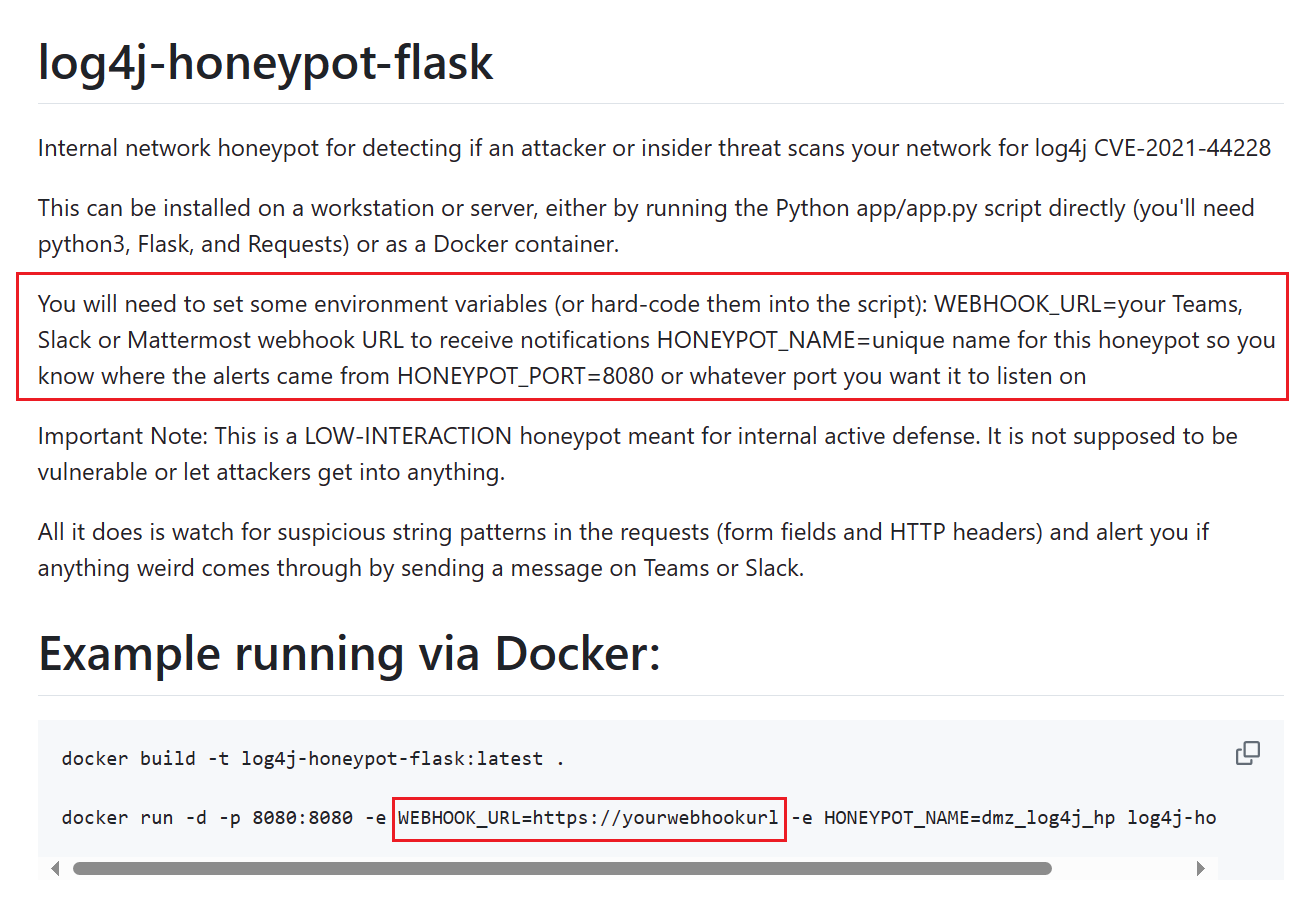 log4j-honeypot-flask
Internal network honeypot for detecting if an attacker or insider threat scans your network for log4j CVE-2021-44228
This can be installed on a workstation or server, either by running the Python app/app.py script directly (you'll need
python3, Flask, and Requests) or as a Docker container.
You will need to set some environment variables (or hard-code them into the script): WEBHOOK_URL=your Teams,
Slack or Mattermost webhook URL to receive notifications HONEYPOT_NAME=unique name for this honeypot so you
know where the alerts came from HONEYPOT_PORT=8080 or whatever port you want it to listen on
Important Note: This is a LOW-INTERACTION honeypot meant for internal active defense. It is not supposed to be
vulnerable or let attackers get into anything.
All it does is watch for suspicious string patterns in the requests (form fields and HTTP headers) and alert you if
anything weird comes through by sending a message on Teams or Slack.
Example running via Docker:
docker build -t log4j-honeypot-flask:latest .
docker run -d -p 8080:8080 -e WEBHOOK_URL=https://yourwebhookurl -e HONEYPOT_NAME=dmz_log4j_hp log4j-ho